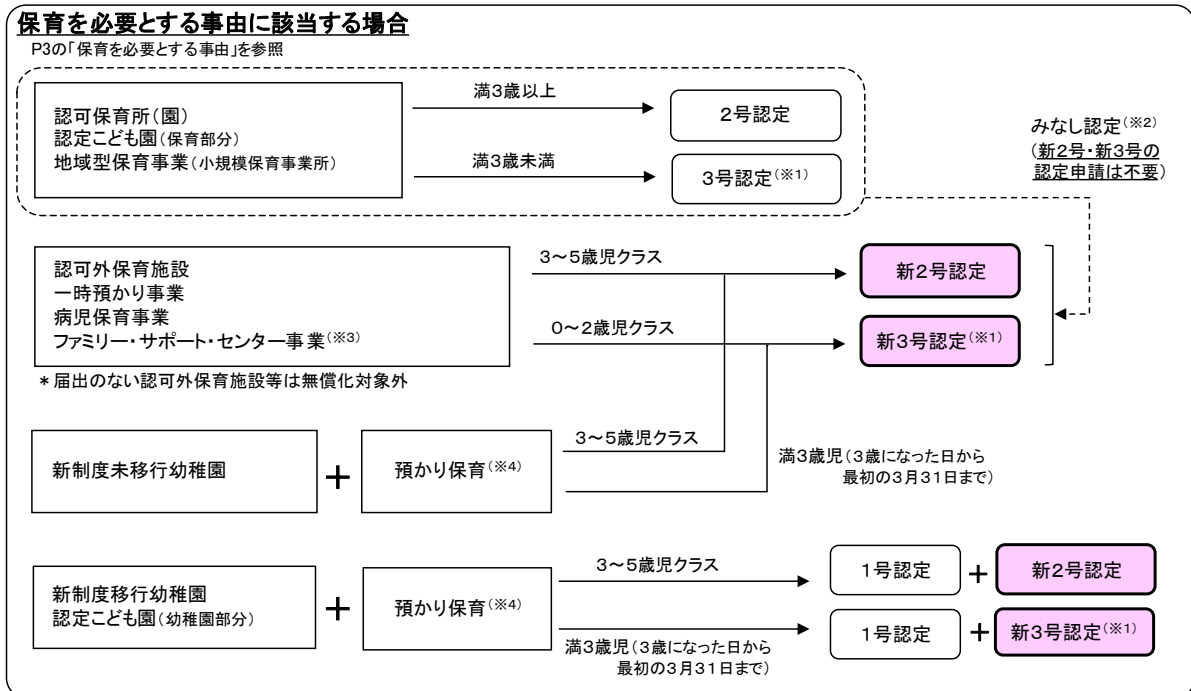 保育を必要とする事由に該当する場合
P3の「保育を必要とする事由」を参照
認可保育所(園)
認定こども園(保育部分)
地域型保育事業(小規模保育事業所)
満3歳以上
2号認定
満3歳未満
3号認定(※1)
みなし認定(※2)
(新2号・新3号の
認定申請は不要)
認可外保育施設
一時預かり事業
病児保育事業
ファミリー・サポート・センター事業(※3)
3~5歳児クラス
新2号認定
0~2歳児クラス
新3号認定(※1)
*届出のない認可外保育施設等は無償化対象外
新制度未移行幼稚園
+
預かり保育(※4)
3~5歳児クラス
満3歳児(3歳になった日から
最初の3月31日まで)
新制度移行幼稚園
認定こども園(幼稚園部分)
+
預かり保育(※4)
3~5歳児クラス
1号認定
+
新2号認定
満3歳児(3歳になった日から
最初の3月31日まで)
1号認定
+
新3号認定(※1)